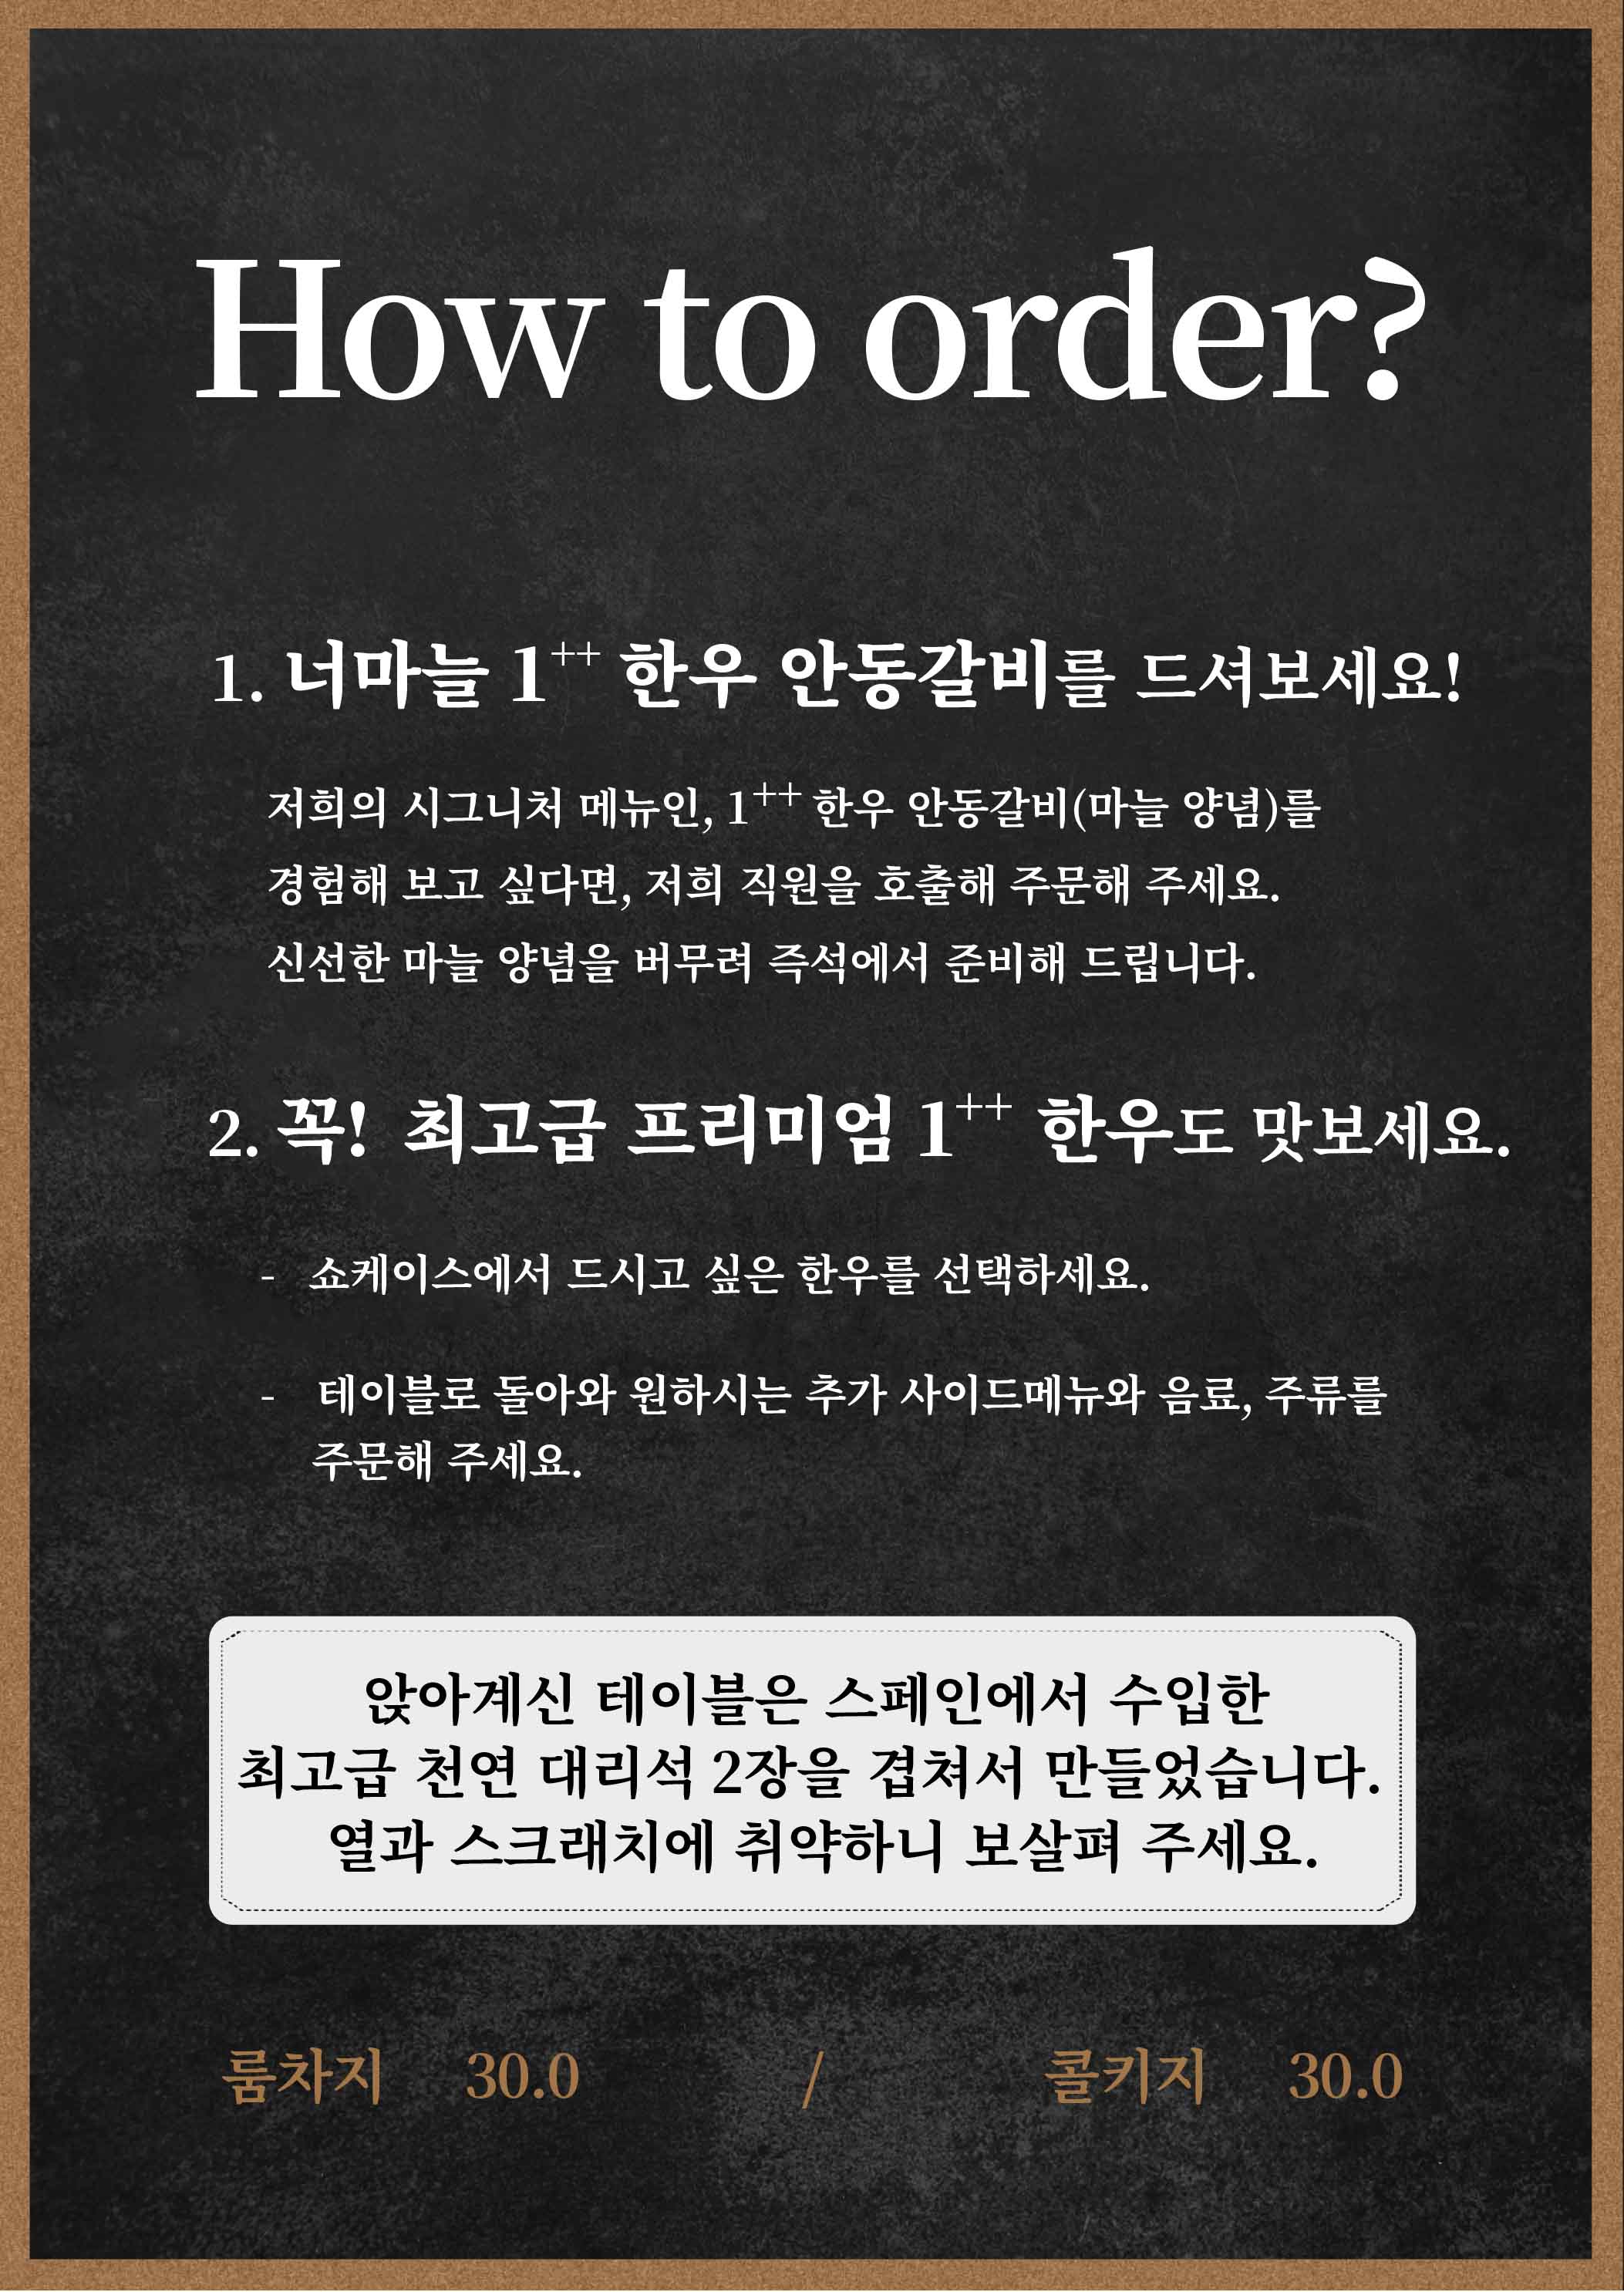 How to order?
1. 너마늘 1++ 한우 안동갈비를 드셔보세요!
저희의 시그니처 메뉴인, 1++ 한우 안동갈비(마늘 양념)를
경험해 보고 싶다면, 저희 직원을 호출해 주문해 주세요.
신선한 마늘 양념을 버무려 즉석에서 준비해 드립니다.
2. 꼭! 최고급 프리미엄 1++ 한우도 맛보세요.
- 쇼케이스에서 드시고 싶은 한우를 선택하세요.
- 테이블로 돌아와 원하시는 추가 사이드메뉴와 음료, 주류를
주문해 주세요.
앉아계신 테이블은 스페인에서 수입한
최고급 천연 대리석 2장을 겹쳐서 만들었습니다.
열과 스크래치에 취약하니 보살펴 주세요.
룸차지 30.0 / 콜키지 30.0